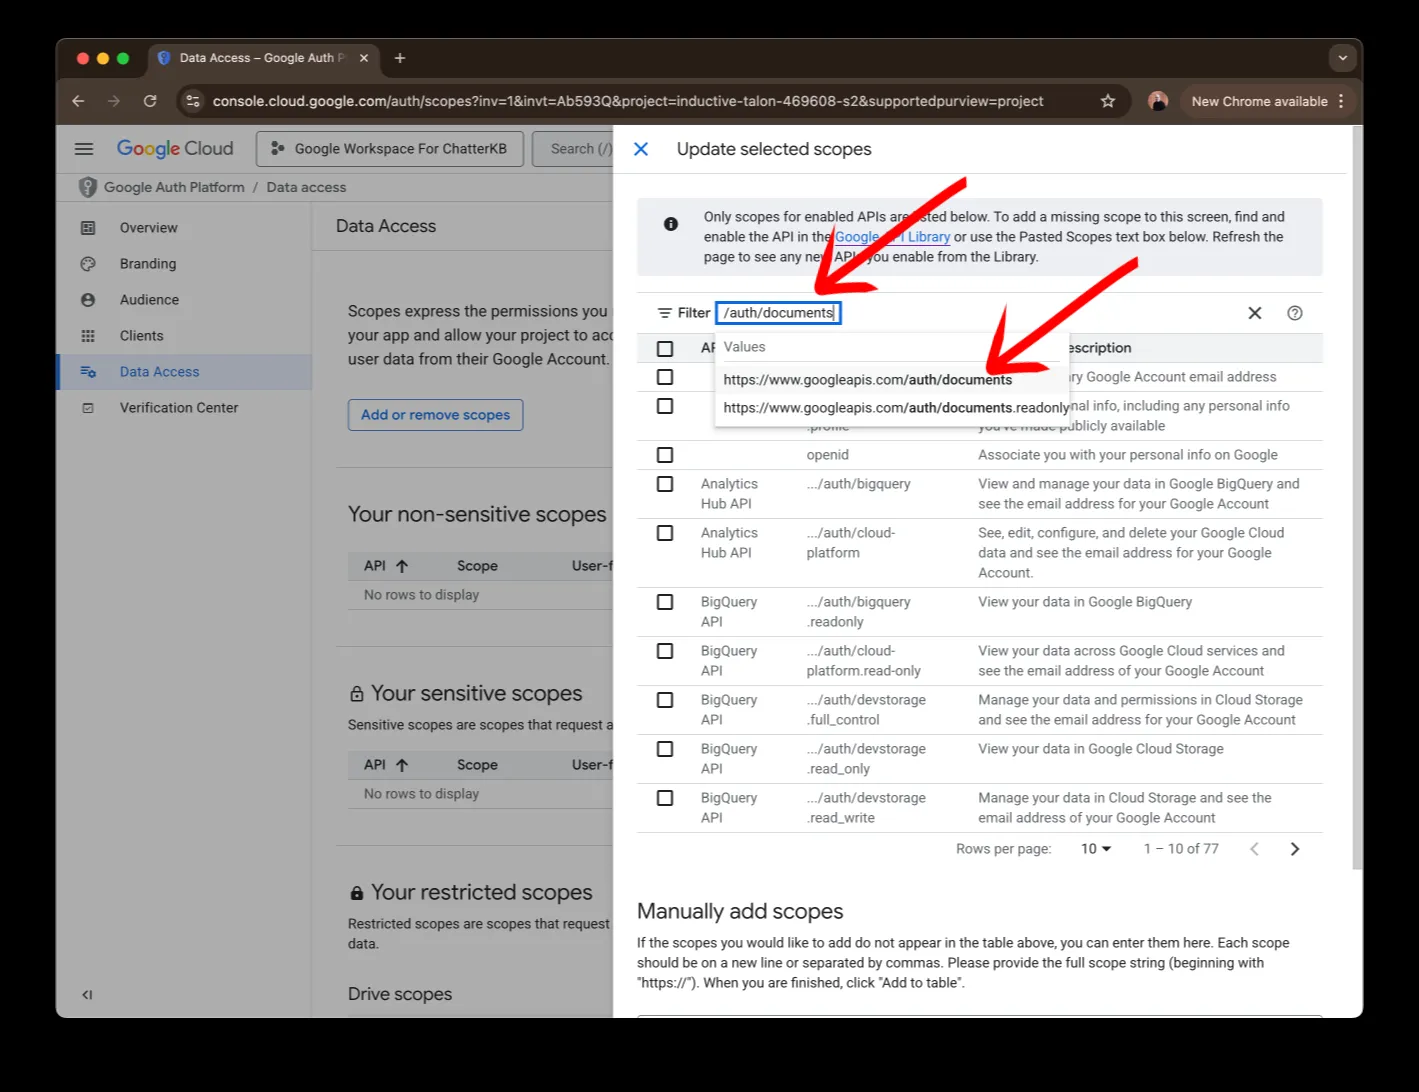 Data Access – Google Auth P
console.cloud.google.com/auth/scopes?inv=1&invt=Ab593Q&project=inductive-talon-469608-s2&supportedpurview=project
New Chrome available
Google Cloud
Google Workspace For ChatterKB
Search (/)
Google Auth Platform / Data access
Overview
Branding
Audience
Clients
Data Access
Verification Center
Data Access
Scopes express the permissions you
your app and allow your project to acc
user data from their Google Account.
Add or remove scopes
Your non-sensitive scopes
API Scope User-f
No rows to display
Your sensitive scopes
Sensitive scopes are scopes that request a
API Scope User-f
No rows to display
Your restricted scopes
Restricted scopes are scopes that request
data.
Drive scopes
Update selected scopes
Only scopes for enabled APIs are listed below. To add a missing scope to this screen, find and
enable the API in the Google API Library or use the Pasted Scopes text box below. Refresh the
page to see any new APIs you enable from the Library.
Filter /auth/documents
Values
https://www.googleapis.com/auth/documents
https://www.googleapis.com/auth/documents.readonly
AP escription
ry Google Account email address
nal info, including any personal info
.profile you've made publicly available
openid Associate you with your personal info on Google
Analytics .../auth/bigquery View and manage your data in Google BigQuery and
Hub API see the email address for your Google Account
Analytics .../auth/cloud- See, edit, configure, and delete your Google Cloud
Hub API platform data and see the email address for your Google
Account.
BigQuery .../auth/bigquery View your data in Google BigQuery
API .readonly
BigQuery .../auth/cloud- View your data across Google Cloud services and
API platform.read-only see the email address of your Google Account
BigQuery .../auth/devstorage Manage your data and permissions in Cloud Storage
API .full_control and see the email address for your Google Account
BigQuery .../auth/devstorage View your data in Google Cloud Storage
API .read_only
BigQuery .../auth/devstorage Manage your data in Cloud Storage and see the
API .read_write email address of your Google Account
Rows per page: 10 1 – 10 of 77
Manually add scopes
If the scopes you would like to add do not appear in the table above, you can enter them here. Each scope
should be on a new line or separated by commas. Please provide the full scope string (beginning with
"https://"). When you are finished, click "Add to table".